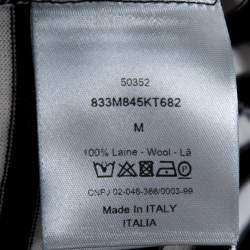 50352
833M845KT682
M
100% Laine - Wool - Lã
CNPJ 02-046-366/0003-99
Made In ITALY
ITALIA